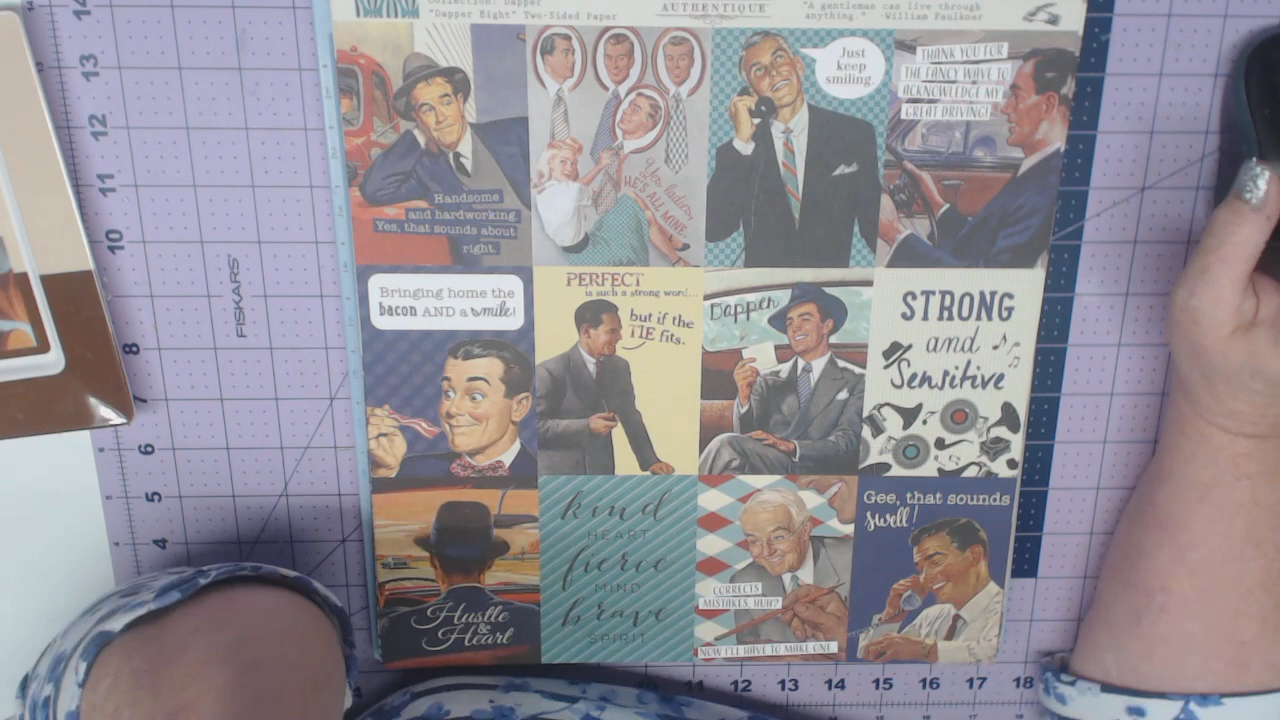 Collection: Dapper
"Dapper Eight" Two-Sided Paper
AUTHENTIQUE
"A gentleman can live through
anything." -William Faulkner
Handsome
and hardworking.
Yes, that sounds about
right.
Yes ladies,
HE'S ALL MINE.
Just
keep
smiling.
THANK YOU FOR
THE FANCY WAVE TO
ACKNOWLEDGE MY
GREAT DRIVING!
Bringing home the
bacon AND a smile!
PERFECT
is such a strong word...
but if the
TIE fits.
Dapper
STRONG
and
Sensitive
Hustle
&
Heart
kind
HEART
fierce
MIND
brave
SPIRIT
CORRECTS
MISTAKES, HUH?
NOW I'LL HAVE TO MAKE ONE.
Gee, that sounds
swell!
FISKARS
14
13
12
11
10
8
7
6
5
4
11
12
13
14
15
16
17
18